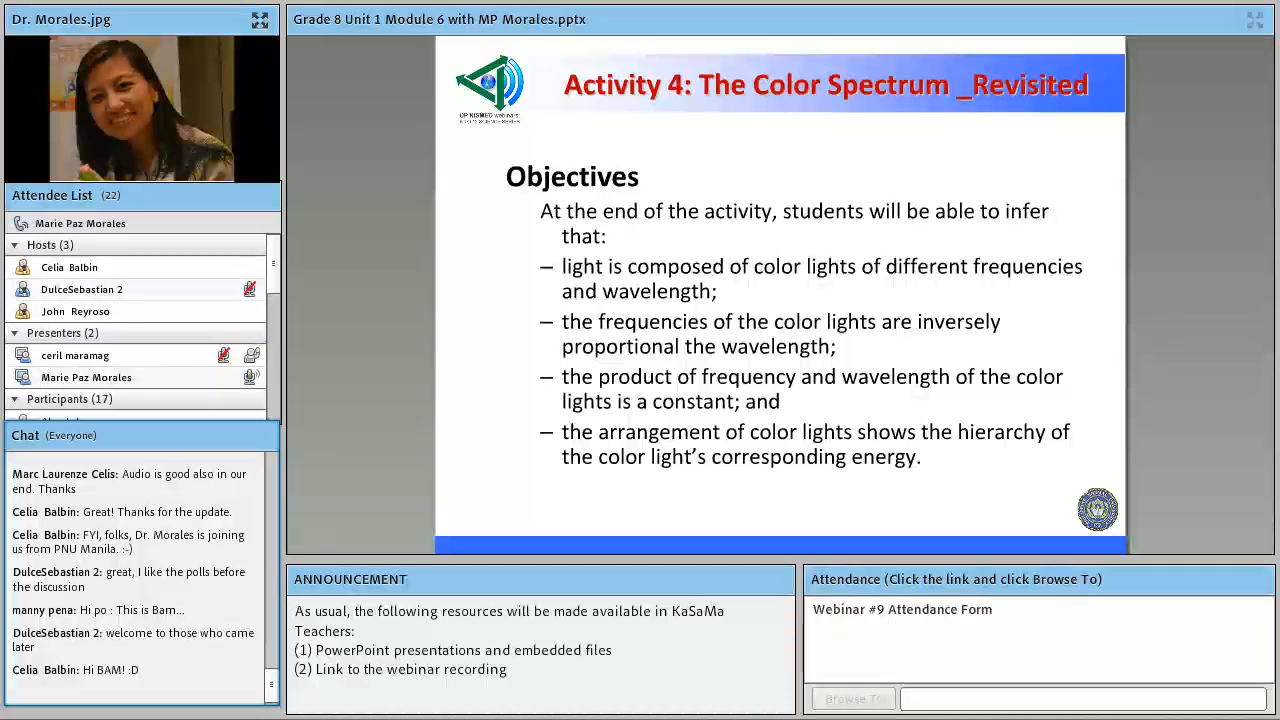 Dr. Morales.jpg
Attendee List (22)
Marie Paz Morales
Hosts (3)
Celia Balbin
DulceSebastian 2
John Reyroso
Presenters (2)
ceril maramag
Marie Paz Morales
Participants (17)
Chat (Everyone)
Marc Laurenze Celis: Audio is good also in our
end. Thanks
Celia Balbin: Great! Thanks for the update.
Celia Balbin: FYI, folks, Dr. Morales is joining
us from PNU Manila. :-)
DulceSebastian 2: great, I like the polls before
the discussion
manny pena: Hi po : This is Bam...
DulceSebastian 2: welcome to those who came
later
Celia Balbin: Hi BAM! :D
Grade 8 Unit 1 Module 6 with MP Morales.pptx
UP NISMED webinars:
K TO 12 SCIENCE SERIES
Activity 4: The Color Spectrum _Revisited
Objectives
At the end of the activity, students will be able to infer
that:
– light is composed of color lights of different frequencies
and wavelength;
– the frequencies of the color lights are inversely
proportional the wavelength;
– the product of frequency and wavelength of the color
lights is a constant; and
– the arrangement of color lights shows the hierarchy of
the color light's corresponding energy.
ANNOUNCEMENT
As usual, the following resources will be made available in KaSaMa
Teachers:
(1) PowerPoint presentations and embedded files
(2) Link to the webinar recording
Attendance (Click the link and click Browse To)
Webinar #9 Attendance Form
Browse To